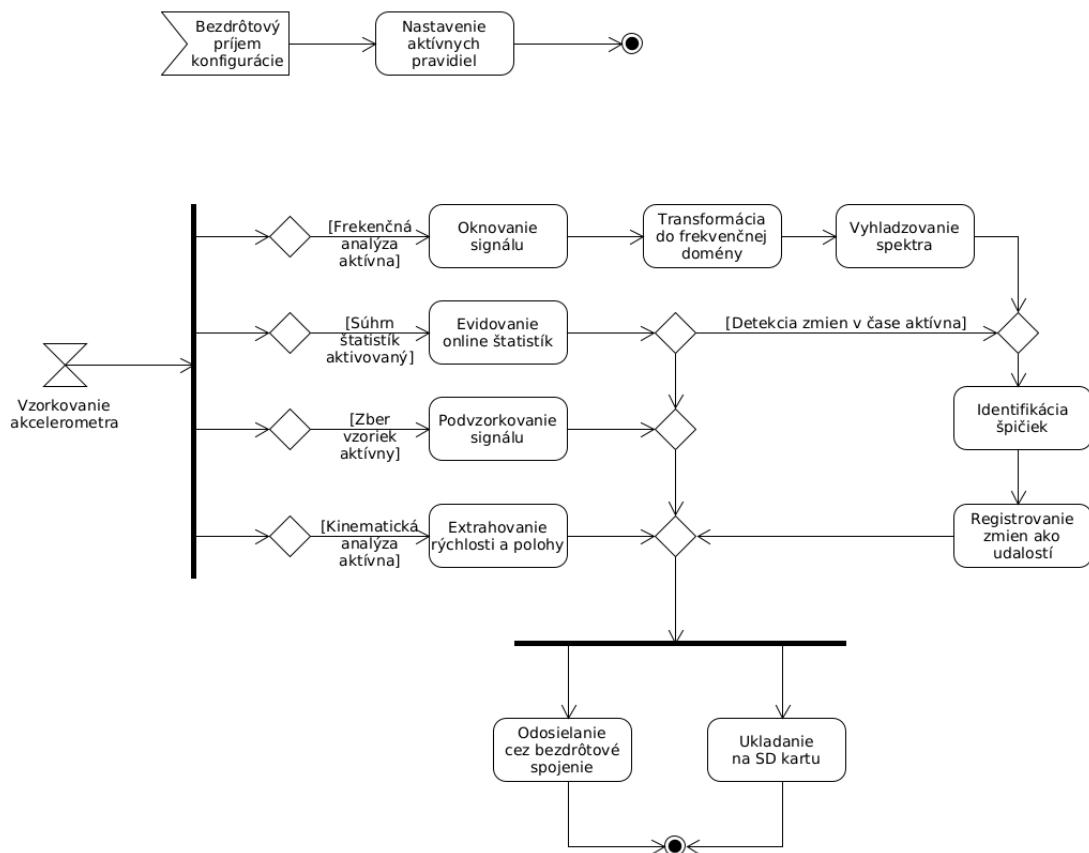 Bezdrôtový
príjem
konfigurácie
Nastavenie
aktívnych
pravidiel
[Frekenčná
analýza
aktívna]
Oknovanie
signálu
Transformácia
do frekvenčnej
domény
Vyhladzovanie
spektra
[Súhrn
štatistík
aktivovaný]
Evidovanie
online štatistík
[Detekcia zmien v čase aktívna]
Vzorkovanie
akcelerometra
[Zber
vzoriek
aktívny]
Podvzorkovanie
signálu
Identifikácia
špičiek
[Kinematická
analýza
aktívna]
Extrahovanie
rýchlosti a polohy
Registrovanie
zmien ako
udalostí
Odosielanie
cez bezdrôtové
spojenie
Ukladanie
na SD kartu